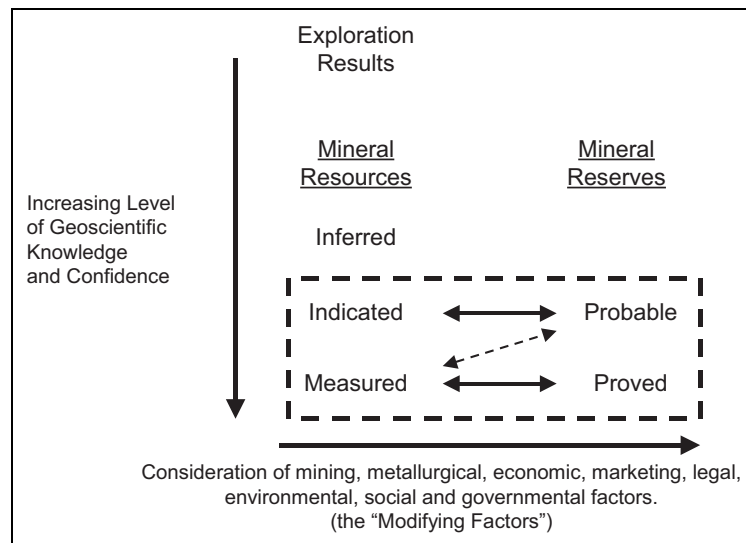 Exploration
Results
Mineral
Resources
Mineral
Reserves
Increasing Level
of Geoscientific
Knowledge
and Confidence
Inferred
Indicated
Probable
Measured
Proved
Consideration of mining, metallurgical, economic, marketing, legal,
environmental, social and governmental factors.
(the “Modifying Factors”)